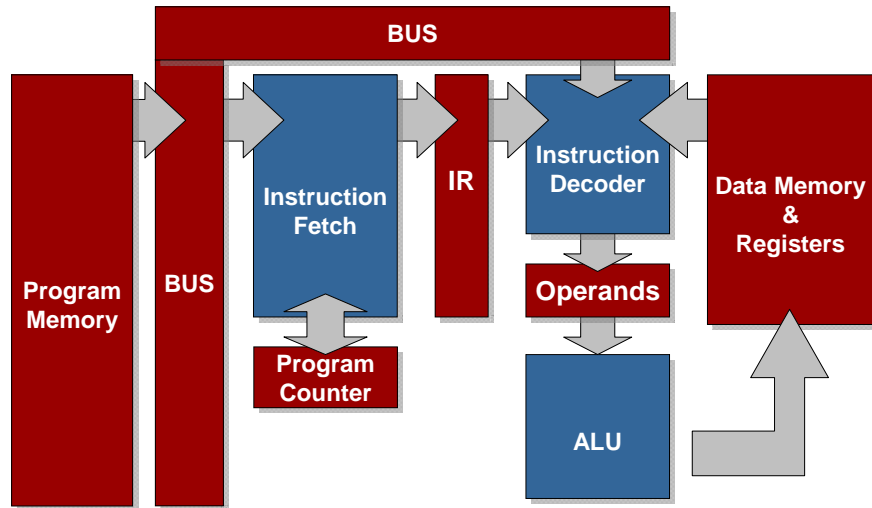 BUS
Program
Memory
BUS
Instruction
Fetch
Program
Counter
IR
Instruction
Decoder
Operands
ALU
Data Memory
&
Registers